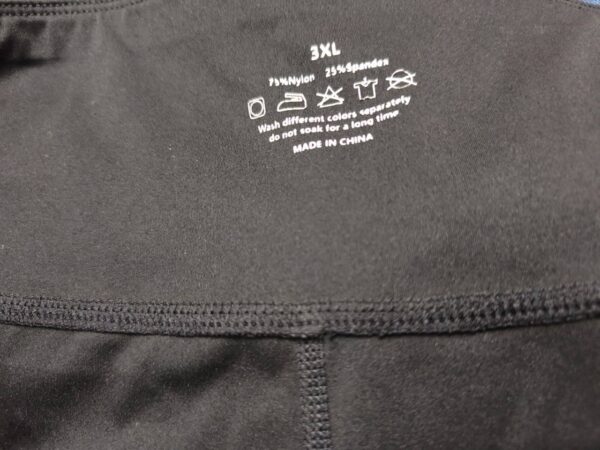 3XL
75%Nylon 25%Spandex
Wash different colors separately
do not soak for a long time
MADE IN CHINA